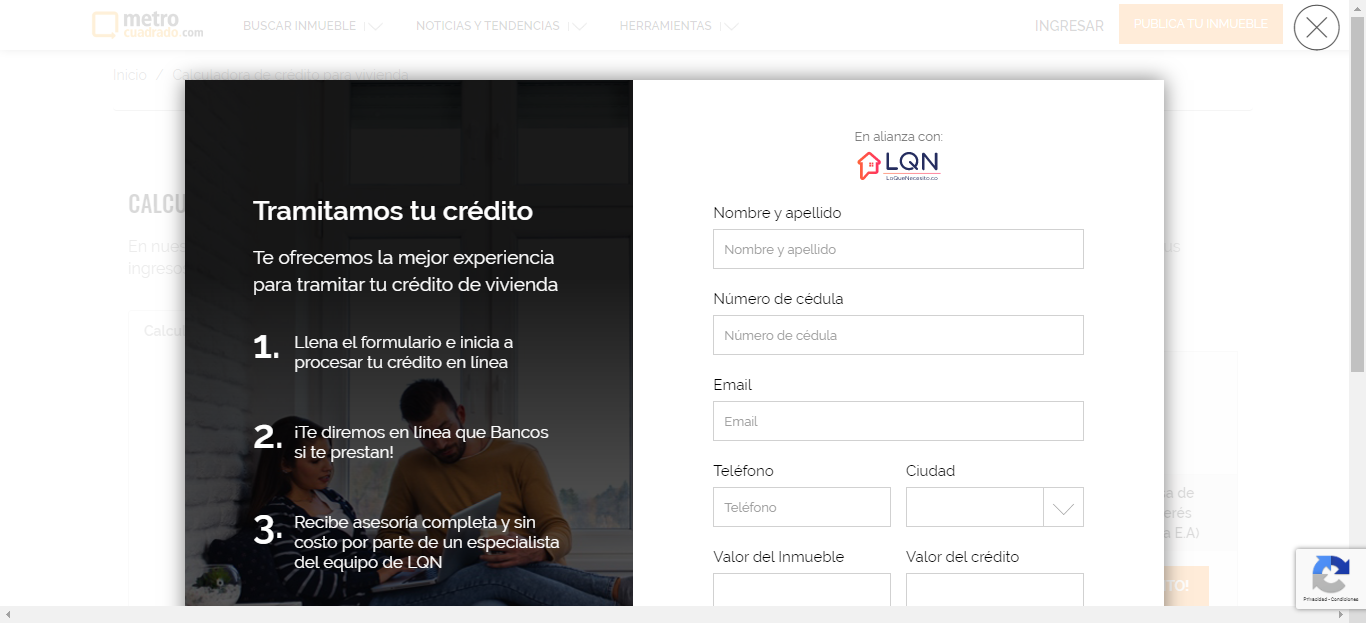 metro
cuadrado.com
BUSCAR INMUEBLE
NOTICIAS Y TENDENCIAS
HERRAMIENTAS
INGRESAR
PUBLICA TU INMUEBLE
Inicio / Calculadora de crédito para vivienda
CALCU
En nues
ingreso
Calcul
us
sa de
erés
a E.A)
TO!
Tramitamos tu crédito
Te ofrecemos la mejor experiencia
para tramitar tu crédito de vivienda
1. Llena el formulario e inicia a
procesar tu crédito en línea
2. ¡Te diremos en línea que Bancos
si te prestan!
3. Recibe asesoría completa y sin
costo por parte de un especialista
del equipo de LQN
En alianza con:
LQN
LoQueNecesito.co
Nombre y apellido
Nombre y apellido
Número de cédula
Número de cédula
Email
Email
Teléfono
Ciudad
Teléfono
Valor del Inmueble
Valor del crédito
Privacidad - Condiciones